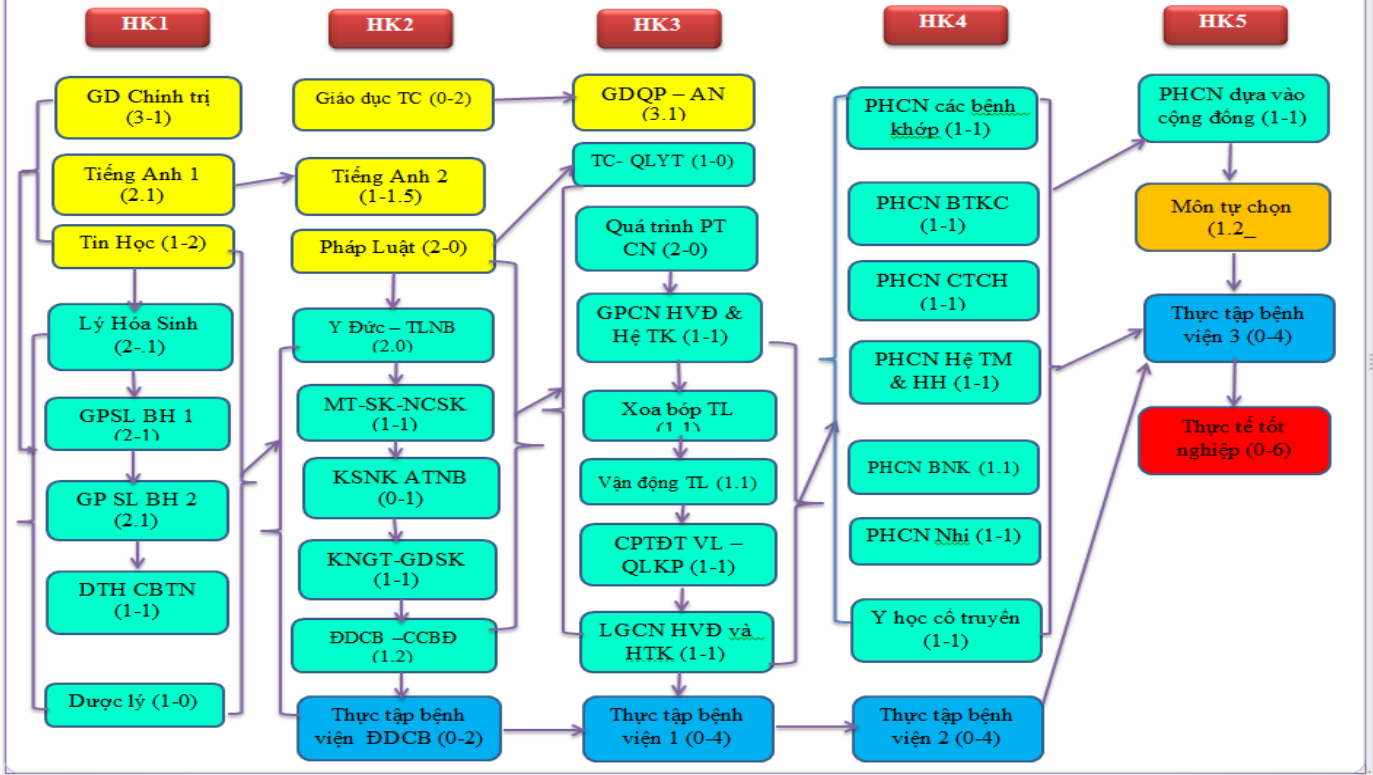 HK1
HK2
HK3
HK4
HK5
GD Chính trị
(3-1)
Tiếng Anh 1
(2.1)
Tin Học (1-2)
Lý Hóa Sinh
(2-.1)
GPSL BH 1
(2-1)
GP SL BH 2
(2.1)
DTH CBTN
(1-1)
Dược lý (1-0)
Giáo dục TC (0-2)
Tiếng Anh 2
(1-1.5)
Pháp Luật (2-0)
Y Đức – TLNB
(2.0)
MT-SK-NCSK
(1-1)
KSNK ATNB
(0-1)
KNGT-GDSK
(1-1)
ĐDCB –CCBĐ
(1.2)
Thực tập bệnh
viện ĐDCB (0-2)
GDQP – AN
(3.1)
TC- QLYT (1-0)
Quá trình PT
CN (2-0)
GPCN HVĐ &
Hệ TK (1-1)
Xoa bóp TL
(1.1)
Vận động TL (1.1)
CPTĐT VL –
QLKP (1-1)
LGCN HVĐ và
HTK (1-1)
Thực tập bệnh
viện 1 (0-4)
PHCN các bệnh
khớp (1-1)
PHCN BTKC
(1-1)
PHCN CTCH
(1-1)
PHCN Hệ TM
& HH (1-1)
PHCN BNK (1.1)
PHCN Nhi (1-1)
Y học cổ truyền
(1-1)
Thực tập bệnh
viện 2 (0-4)
PHCN dựa vào
cộng đồng (1-1)
Môn tự chọn
(1.2_
Thực tập bệnh
viện 3 (0-4)
Thực tế tốt
nghiệp (0-6)